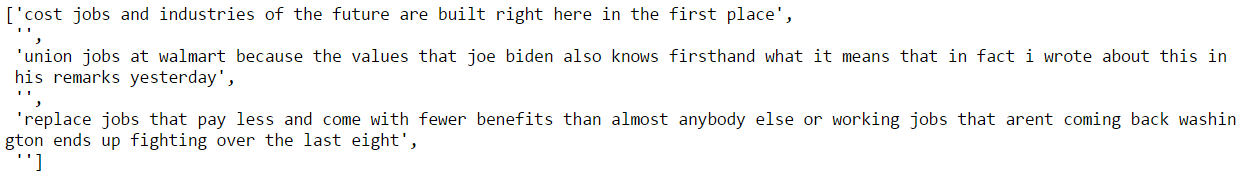 ['cost jobs and industries of the future are built right here in the first place',
'',
'union jobs at walmart because the values that joe biden also knows firsthand what it means that in fact i wrote about this in
his remarks yesterday',
'',
'replace jobs that pay less and come with fewer benefits than almost anybody else or working jobs that arent coming back washin
gton ends up fighting over the last eight',
'']